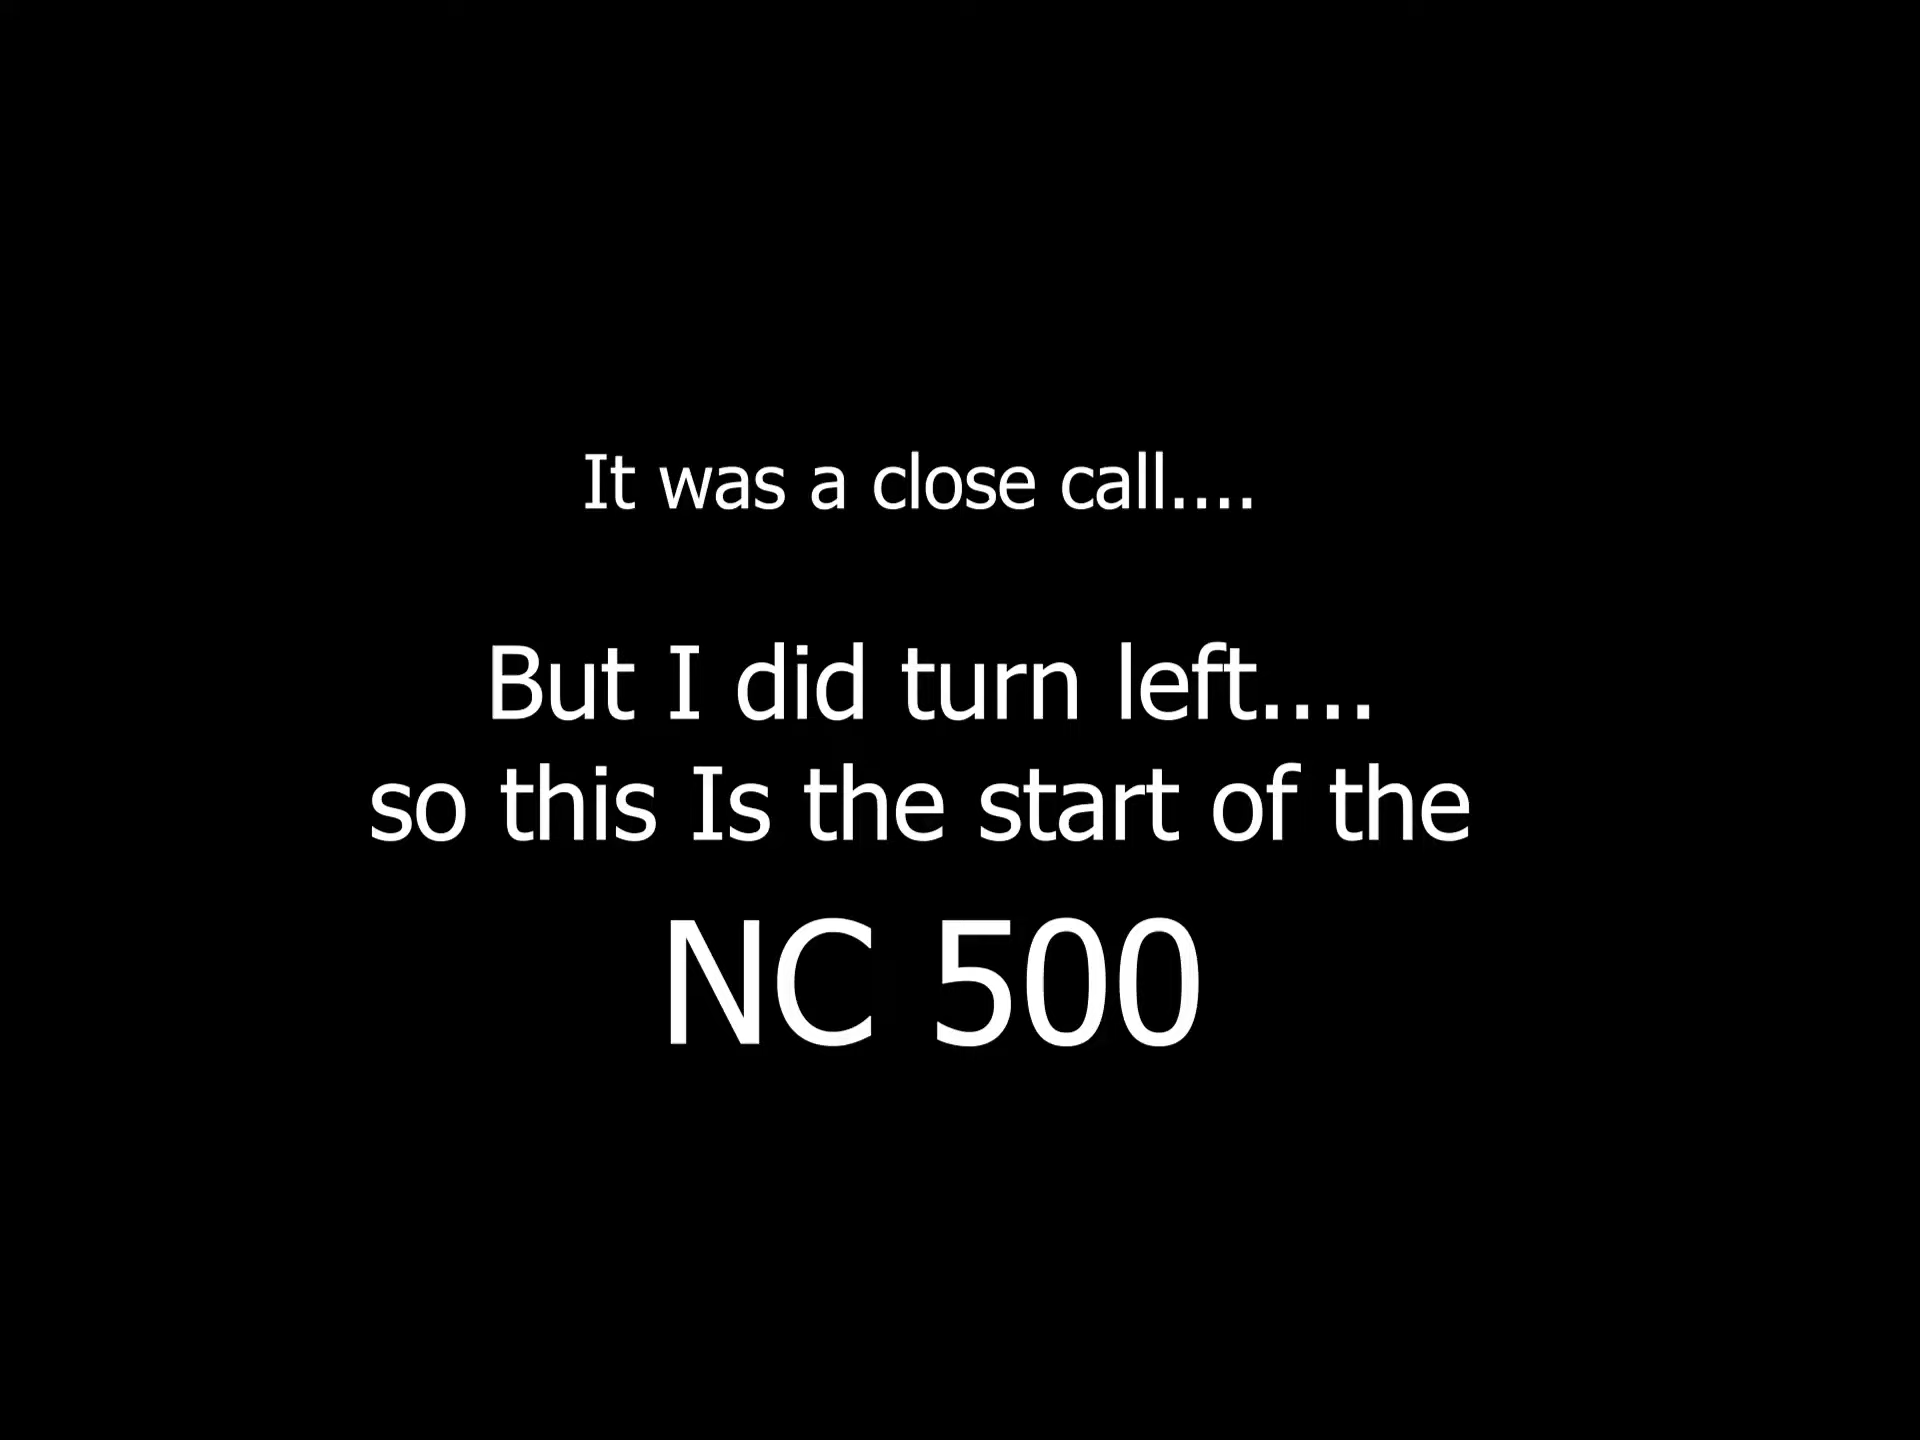 It was a close call....
But I did turn left....
so this Is the start of the
NC 500